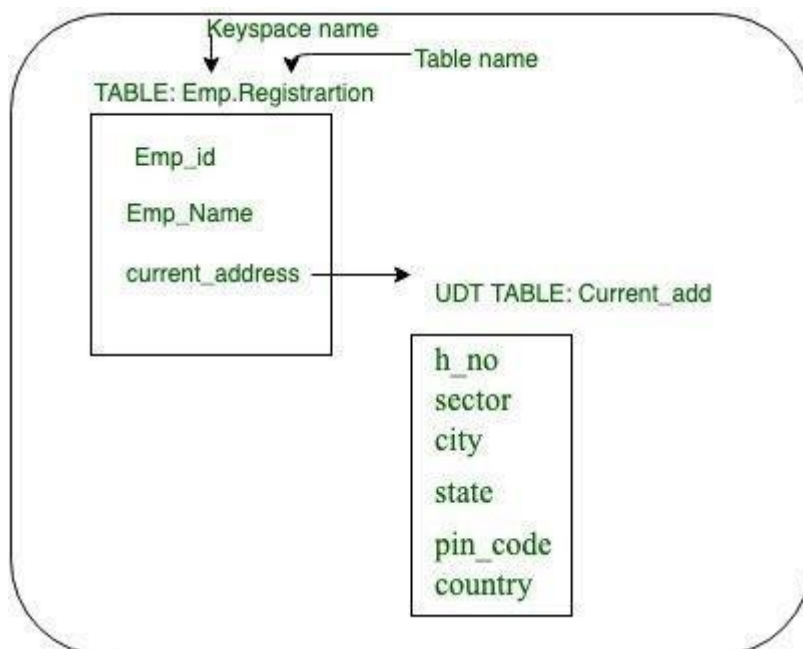 Keyspace name
Table name
TABLE: Emp.Registrartion
Emp_id
Emp_Name
current_address
UDT TABLE: Current_add
h_no
sector
city
state
pin_code
country